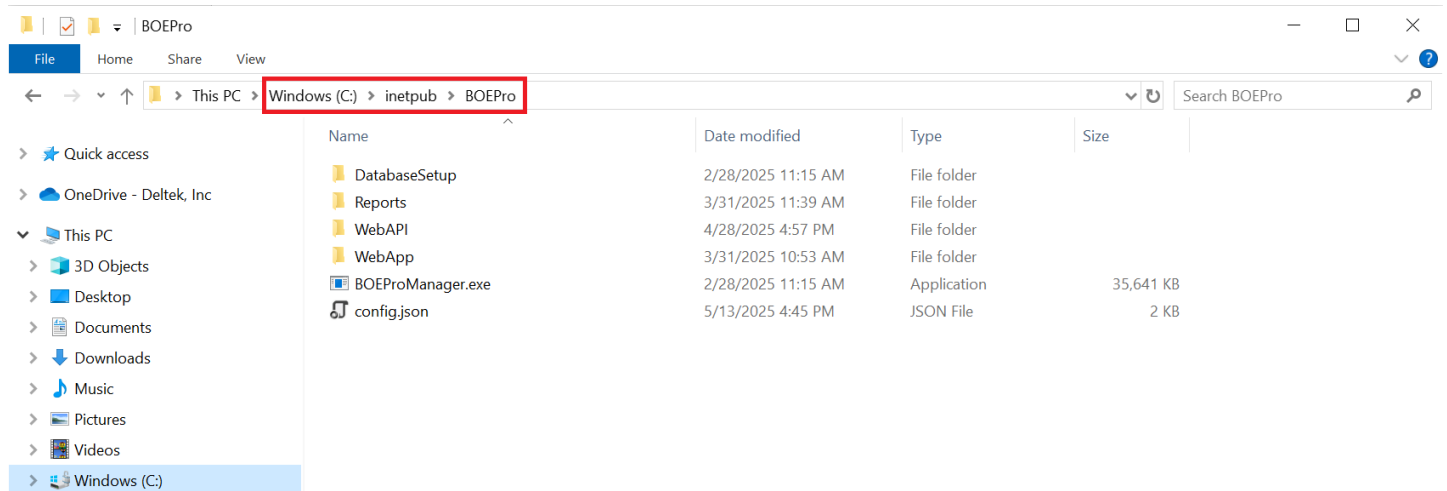 BOEPro
File Home Share View
This PC > Windows (C:) > inetpub > BOEPro
Search BOEPro
Name Date modified Type Size
Quick access
OneDrive - Deltek, Inc
This PC
3D Objects
Desktop
Documents
Downloads
Music
Pictures
Videos
Windows (C:)
DatabaseSetup 2/28/2025 11:15 AM File folder
Reports 3/31/2025 11:39 AM File folder
WebAPI 4/28/2025 4:57 PM File folder
WebApp 3/31/2025 10:53 AM File folder
BOEProManager.exe 2/28/2025 11:15 AM Application 35,641 KB
config.json 5/13/2025 4:45 PM JSON File 2 KB